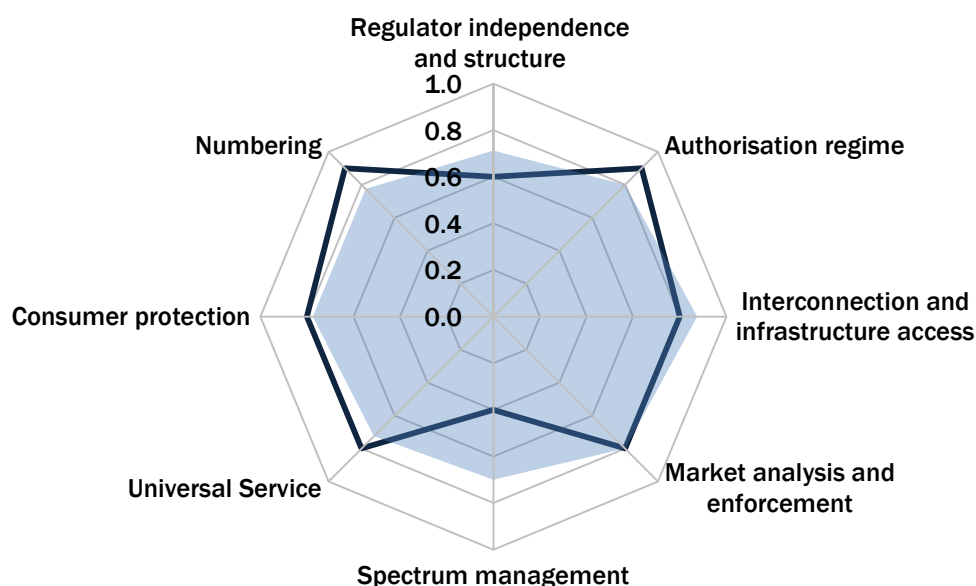 Regulator independence
and structure
1.0
0.8
0.6
0.4
0.2
0.0
Numbering
Authorisation regime
Consumer protection
Interconnection and
infrastructure access
Universal Service
Market analysis and
enforcement
Spectrum management